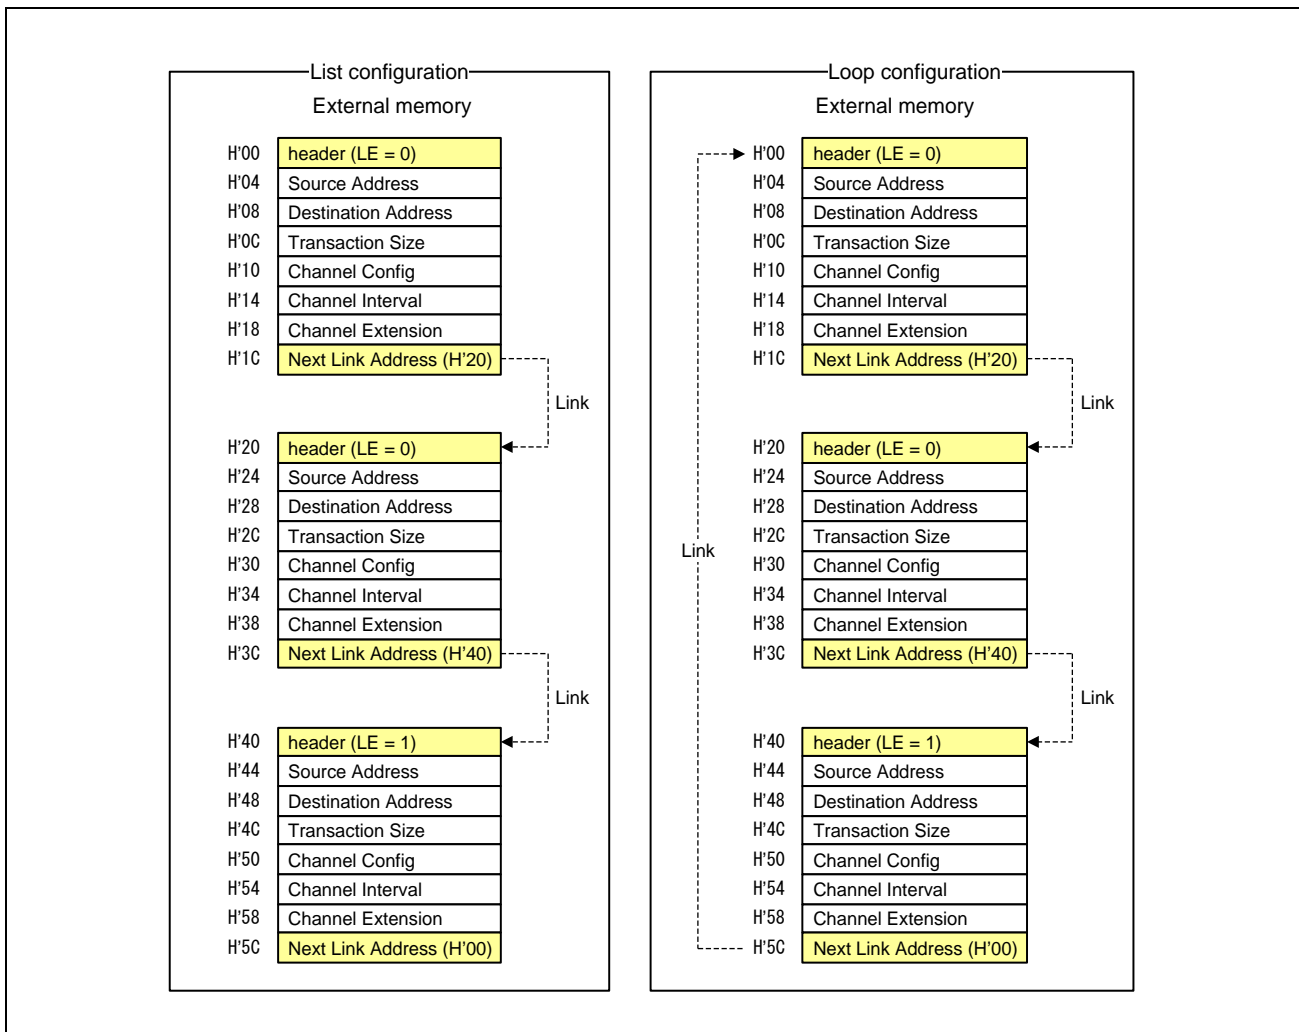 List configuration
External memory
H'00 header (LE = 0)
H'04 Source Address
H'08 Destination Address
H'0C Transaction Size
H'10 Channel Config
H'14 Channel Interval
H'18 Channel Extension
H'1C Next Link Address (H'20)
Link
H'20 header (LE = 0)
H'24 Source Address
H'28 Destination Address
H'2C Transaction Size
H'30 Channel Config
H'34 Channel Interval
H'38 Channel Extension
H'3C Next Link Address (H'40)
Link
H'40 header (LE = 1)
H'44 Source Address
H'48 Destination Address
H'4C Transaction Size
H'50 Channel Config
H'54 Channel Interval
H'58 Channel Extension
H'5C Next Link Address (H'00)
Loop configuration
External memory
H'00 header (LE = 0)
H'04 Source Address
H'08 Destination Address
H'0C Transaction Size
H'10 Channel Config
H'14 Channel Interval
H'18 Channel Extension
H'1C Next Link Address (H'20)
Link
H'20 header (LE = 0)
H'24 Source Address
H'28 Destination Address
H'2C Transaction Size
Link
H'30 Channel Config
H'34 Channel Interval
H'38 Channel Extension
H'3C Next Link Address (H'40)
Link
H'40 header (LE = 1)
H'44 Source Address
H'48 Destination Address
H'4C Transaction Size
H'50 Channel Config
H'54 Channel Interval
H'58 Channel Extension
H'5C Next Link Address (H'00)